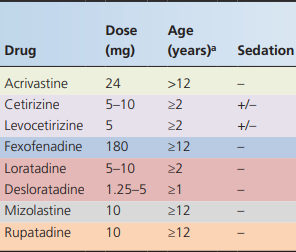 Drug Dose (mg) Age (years)ᵃ Sedation
Acrivastine 24 >12 –
Cetirizine 5–10 ≥2 +/–
Levocetirizine 5 ≥2 +/–
Fexofenadine 180 ≥12 –
Loratadine 5–10 ≥2 –
Desloratadine 1.25–5 ≥1 –
Mizolastine 10 ≥12 –
Rupatadine 10 ≥12 –